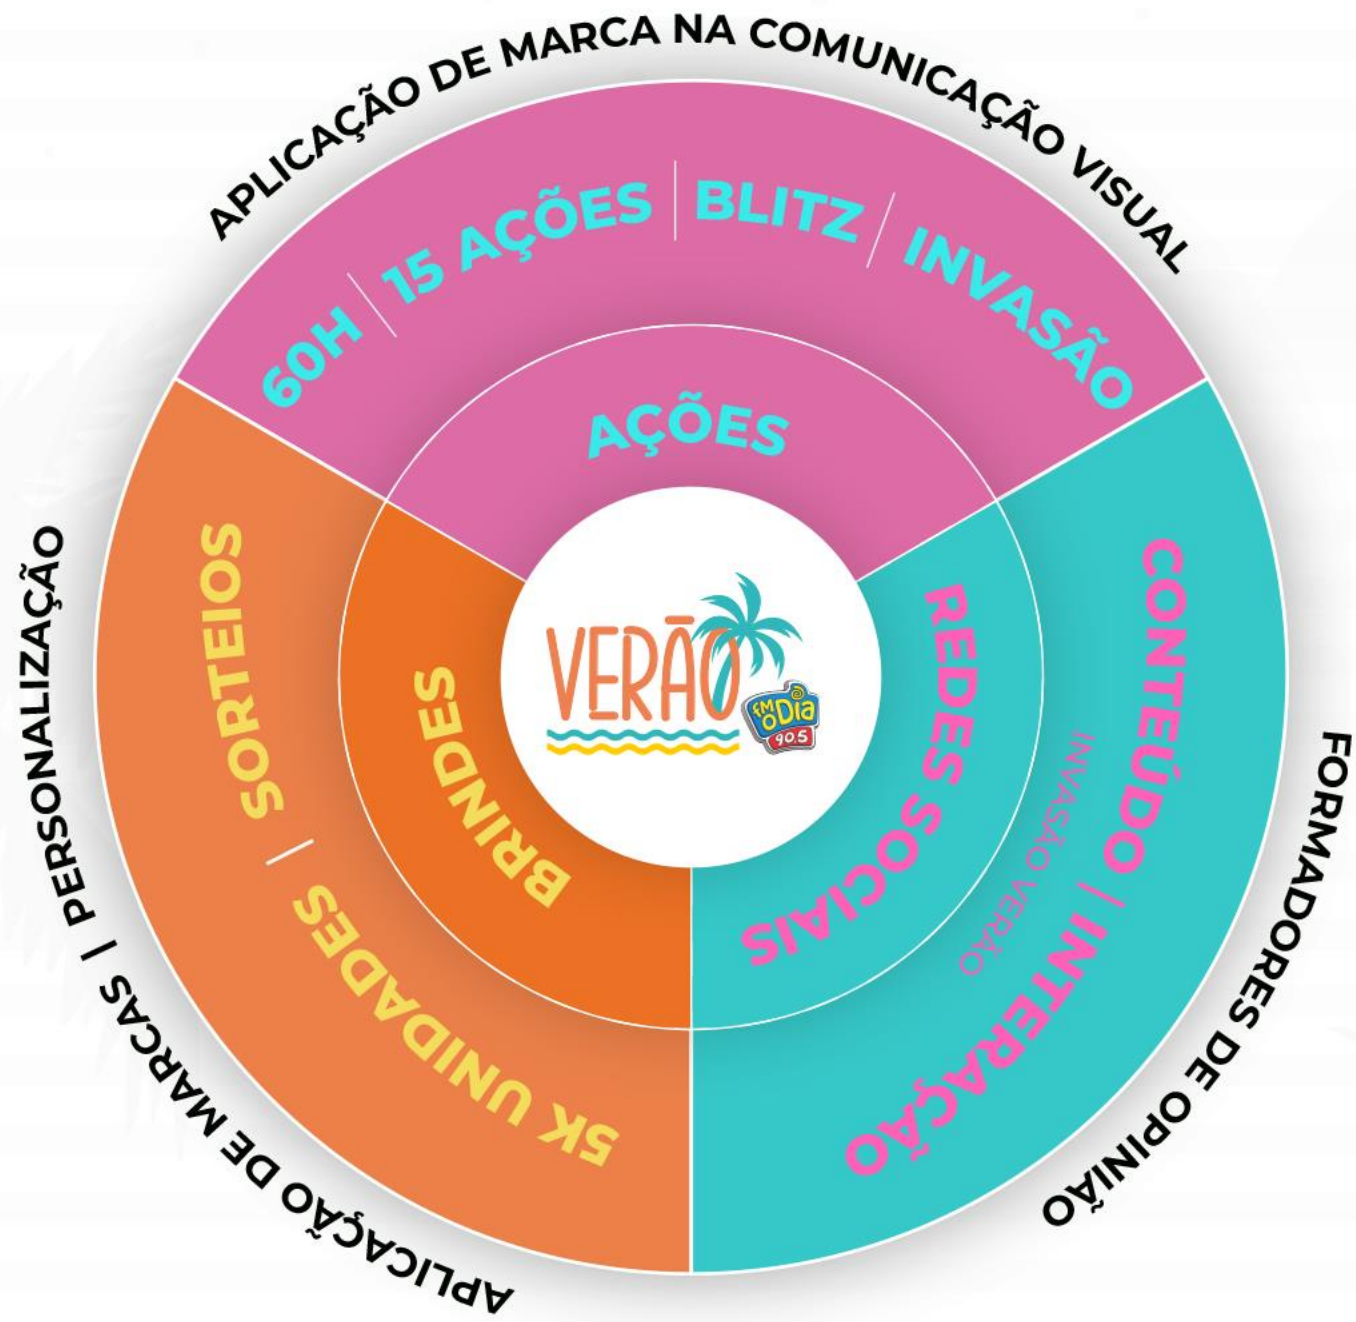 APLICAÇÃO DE MARCA NA COMUNICAÇÃO VISUAL
60H | 15 AÇÕES | BLITZ | INVASÃO
AÇÕES
VERÃO
FM
O DIA
90.5
REDES SOCIAIS
CONTEÚDO | INTERAÇÃO
INVASÃO VERÃO
FORMADORES DE OPINIÃO
BRINDES
5K UNIDADES | SORTEIOS
APLICAÇÃO DE MARCAS | PERSONALIZAÇÃO